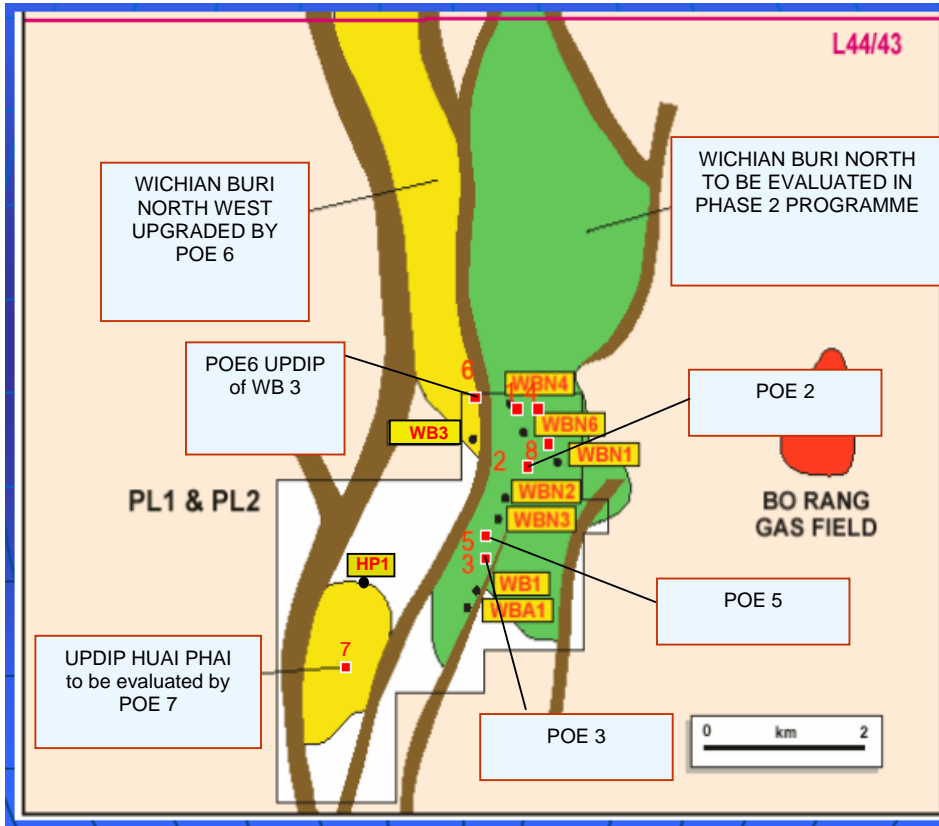 L44/43
WICHIAN BURI
NORTH WEST
UPGRADED BY
POE 6
WICHIAN BURI NORTH
TO BE EVALUATED IN
PHASE 2 PROGRAMME
POE6 UPDIP
of WB 3
6
WBN4
1
4
POE 2
WB3
WBN6
8
WBN1
2
PL1 & PL2
WBN2
BO RANG
GAS FIELD
WBN3
5
3
HP1
WB1
POE 5
WBA1
UPDIP HUAI PHAI
to be evaluated by
POE 7
7
POE 3
0 km 2